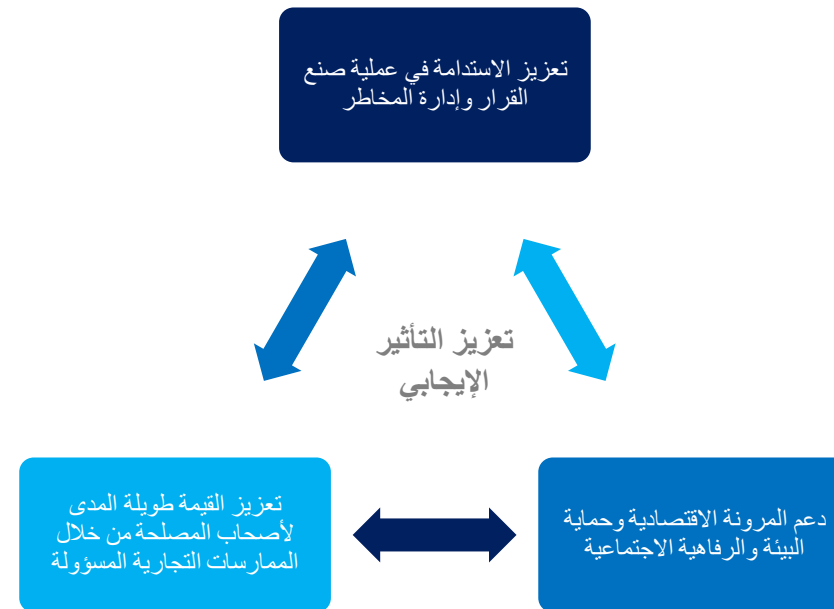 تعزيز الاستدامة في عملية صنع
القرار وإدارة المخاطر
تعزيز التأثير
الإيجابي
دعم المرونة الاقتصادية وحماية
البيئة والرفاهية الاجتماعية
تعزيز القيمة طويلة المدى
لأصحاب المصلحة من خلال
الممارسات التجارية المسؤولة